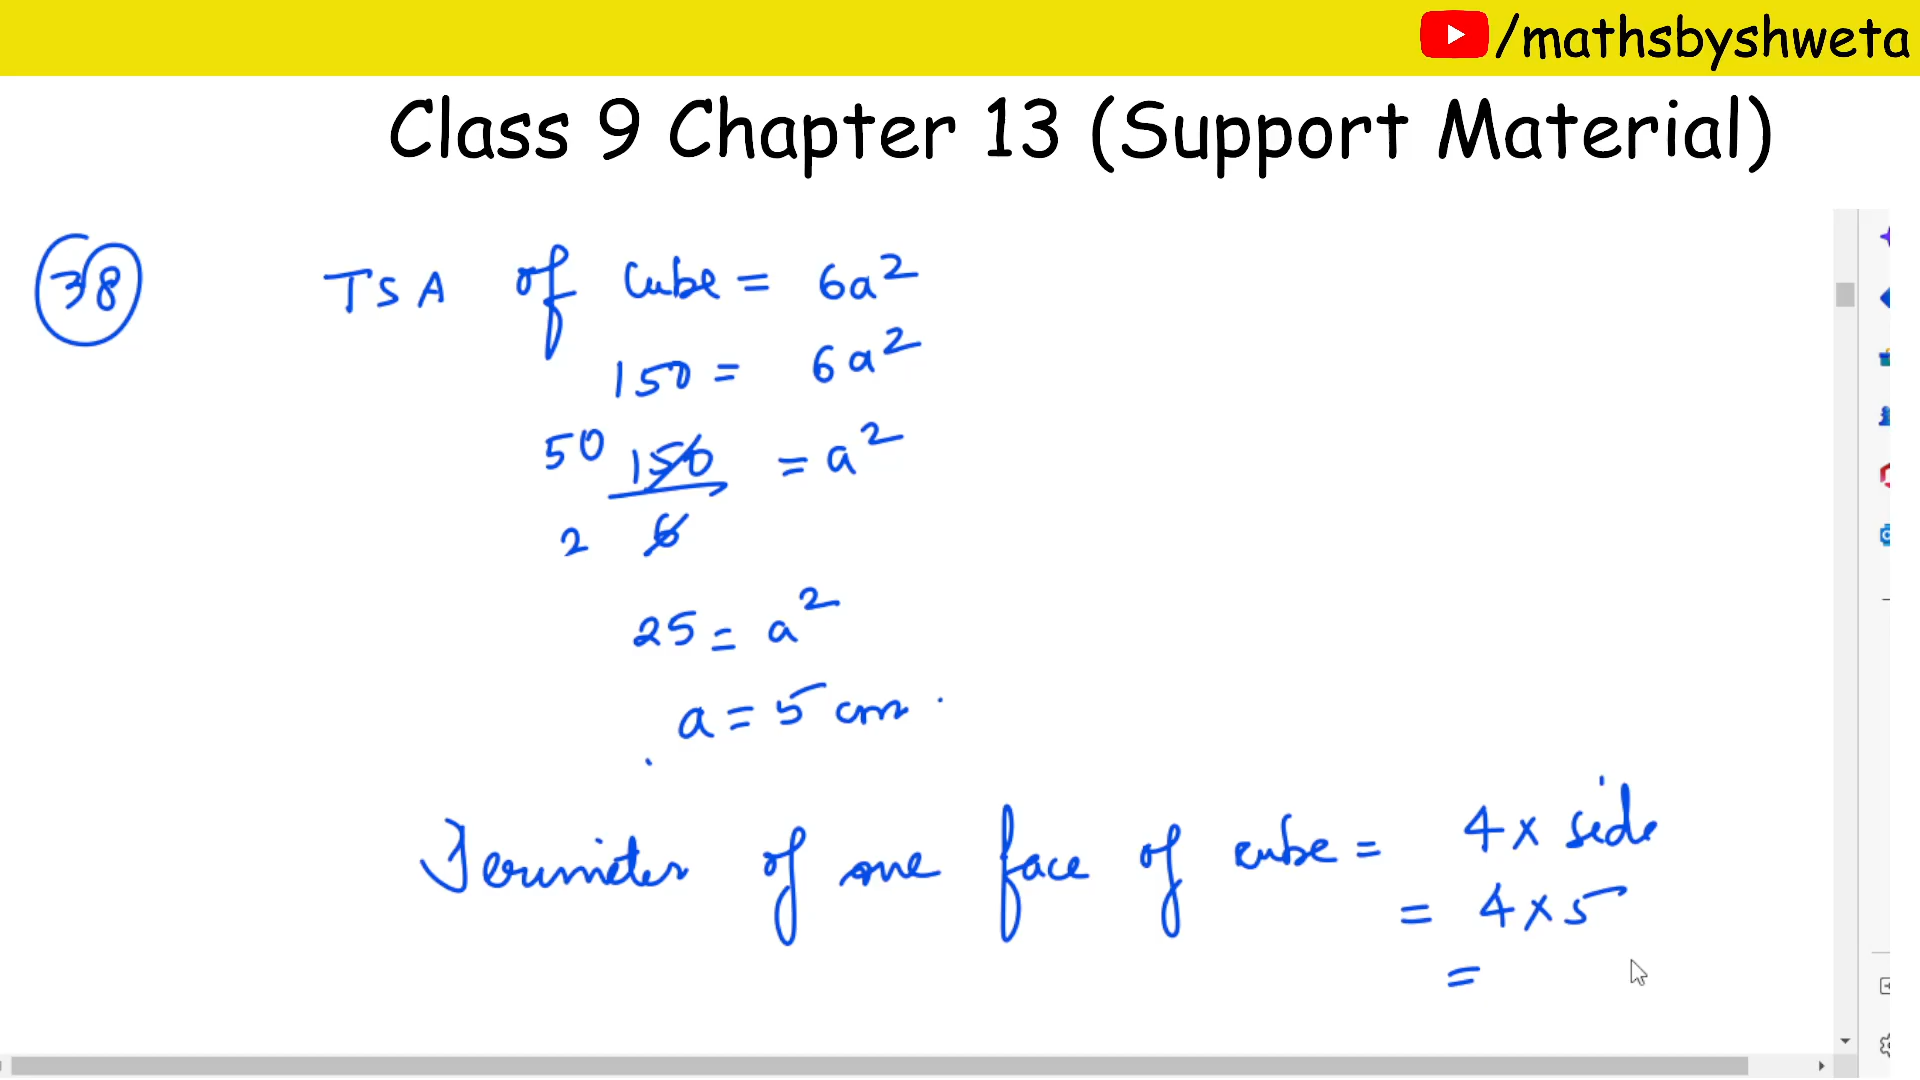 /mathsbyshweta
Class 9 Chapter 13 (Support Material)
38
TSA of Cube = 6a²
150 = 6a²
50 150 = a²
2 6
25 = a²
a = 5 cm.
Perimeter of one face of cube = 4 x side
= 4 x 5
=